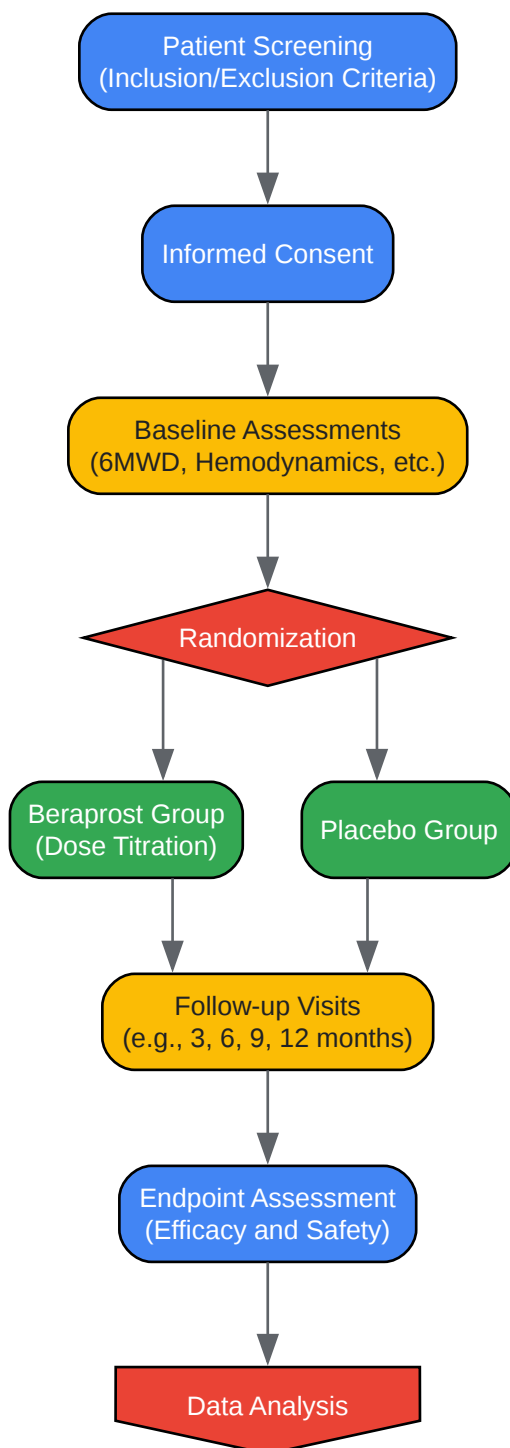 Patient Screening
(Inclusion/Exclusion Criteria)
Informed Consent
Baseline Assessments
(6MWD, Hemodynamics, etc.)
Randomization
Beraprost Group
(Dose Titration)
Placebo Group
Follow-up Visits
(e.g., 3, 6, 9, 12 months)
Endpoint Assessment
(Efficacy and Safety)
Data Analysis